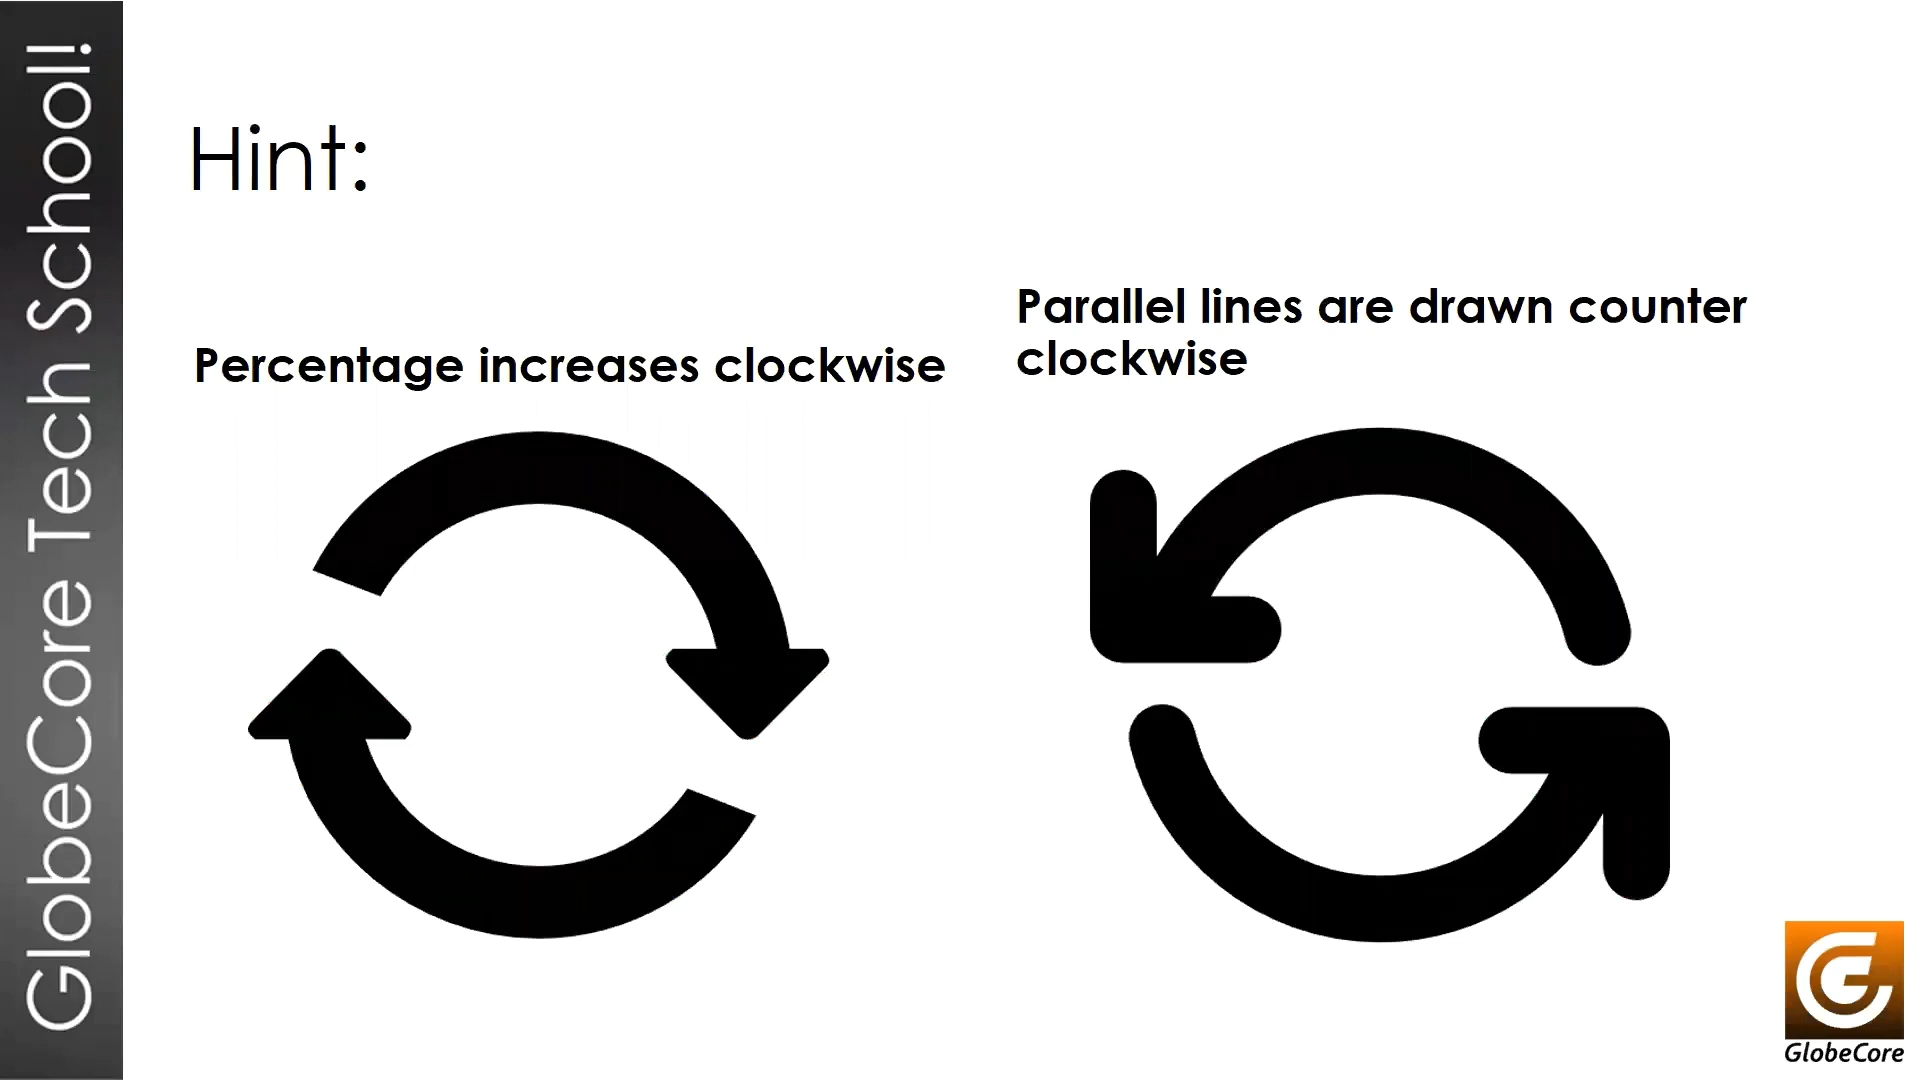 GlobeCore Tech School!
Hint:
Percentage increases clockwise
Parallel lines are drawn counter
clockwise
GlobeCore